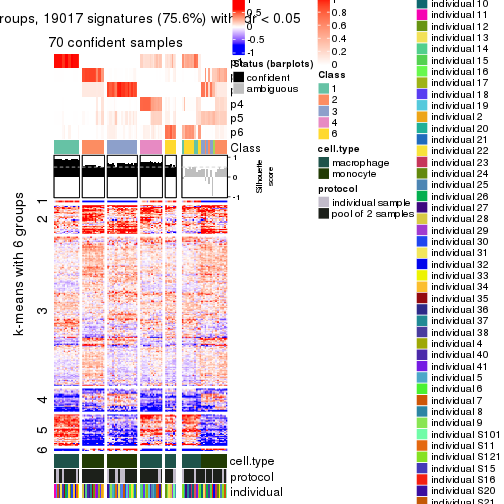 roups, 19017 signatures (75.6%) with fdr < 0.05
70 confident samples
p4
p5
p6
Class
1
0
-1
Silhouette
score
k-means with 6 groups
1
2
3
4
5
6
cell.type
protocol
individual
0.5
0
-0.5
-1
Status (barplots)
confident
ambiguous
0.8
0.6
0.4
0.2
0
Class
1
2
3
4
6
cell.type
macrophage
monocyte
protocol
individual sample
pool of 2 samples
individual 10
individual 11
individual 12
individual 13
individual 14
individual 15
individual 16
individual 17
individual 18
individual 19
individual 2
individual 20
individual 21
individual 22
individual 23
individual 24
individual 25
individual 26
individual 27
individual 28
individual 29
individual 30
individual 31
individual 32
individual 33
individual 34
individual 35
individual 36
individual 37
individual 38
individual 4
individual 40
individual 41
individual 5
individual 6
individual 7
individual 8
individual 9
individual S101
individual S11
individual S121
individual S15
individual S16
individual S20
individual S21